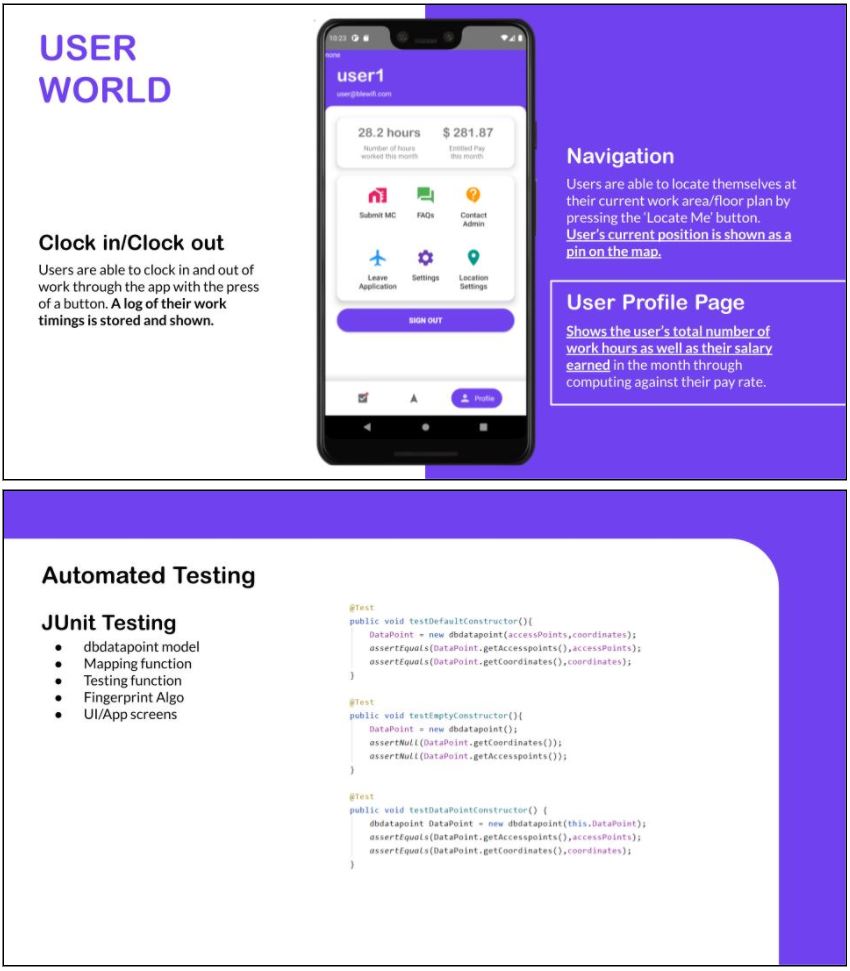 USER
WORLD
Clock in/Clock out
Users are able to clock in and out of
work through the app with the press
of a button. A log of their work
timings is stored and shown.
10:23
none
user1
user@blewifi.com
28.2 hours
Number of hours
worked this month
$ 281.87
Entitled Pay
this month
Submit MC
FAQs
Contact
Admin
Leave
Application
Settings
Location
Settings
SIGN OUT
Profile
Navigation
Users are able to locate themselves at
their current work area/floor plan by
pressing the ‘Locate Me’ button.
User’s current position is shown as a
pin on the map.
User Profile Page
Shows the user’s total number of
work hours as well as their salary
earned in the month through
computing against their pay rate.
Automated Testing
JUnit Testing
● dbdatapoint model
● Mapping function
● Testing function
● Fingerprint Algo
● UI/App screens
@Test
public void testDefaultConstructor(){
DataPoint = new dbdatapoint(accessPoints,coordinates);
assertEquals(DataPoint.getAccesspoints(),accessPoints);
assertEquals(DataPoint.getCoordinates(),coordinates);
}
@Test
public void testEmptyConstructor(){
DataPoint = new dbdatapoint();
assertNull(DataPoint.getCoordinates());
assertNull(DataPoint.getAccesspoints());
}
@Test
public void testDataPointConstructor() {
dbdatapoint DataPoint = new dbdatapoint(this.DataPoint);
assertEquals(DataPoint.getAccesspoints(),accessPoints);
assertEquals(DataPoint.getCoordinates(),coordinates);
}